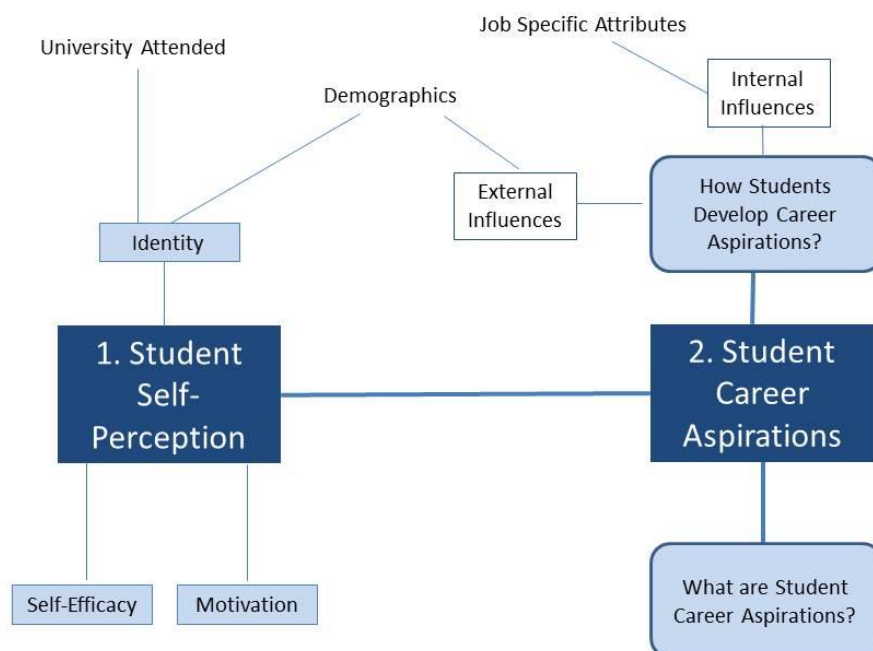 Job Specific Attributes
University Attended
Internal
Influences
Demographics
External
Influences
How Students
Develop Career
Aspirations?
Identity
1. Student
Self-
Perception
2. Student
Career
Aspirations
Self-Efficacy
Motivation
What are Student
Career Aspirations?